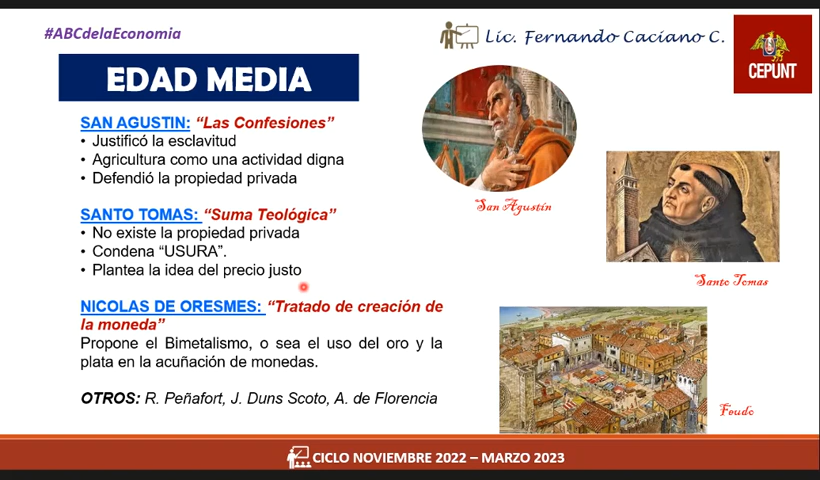 #ABCdelaEconomia
Lic. Fernando Caciano C.
CEPUNT
EDAD MEDIA
SAN AGUSTIN: “Las Confesiones”
• Justificó la esclavitud
• Agricultura como una actividad digna
• Defendió la propiedad privada
San Agustín
SANTO TOMAS: “Suma Teológica”
• No existe la propiedad privada
• Condena “USURA”.
• Plantea la idea del precio justo
Santo Tomas
NICOLAS DE ORESMES: “Tratado de creación de
la moneda”
Propone el Bimetalismo, o sea el uso del oro y la
plata en la acuñación de monedas.
OTROS: R. Peñafort, J. Duns Scoto, A. de Florencia
Feudo
CICLO NOVIEMBRE 2022 – MARZO 2023